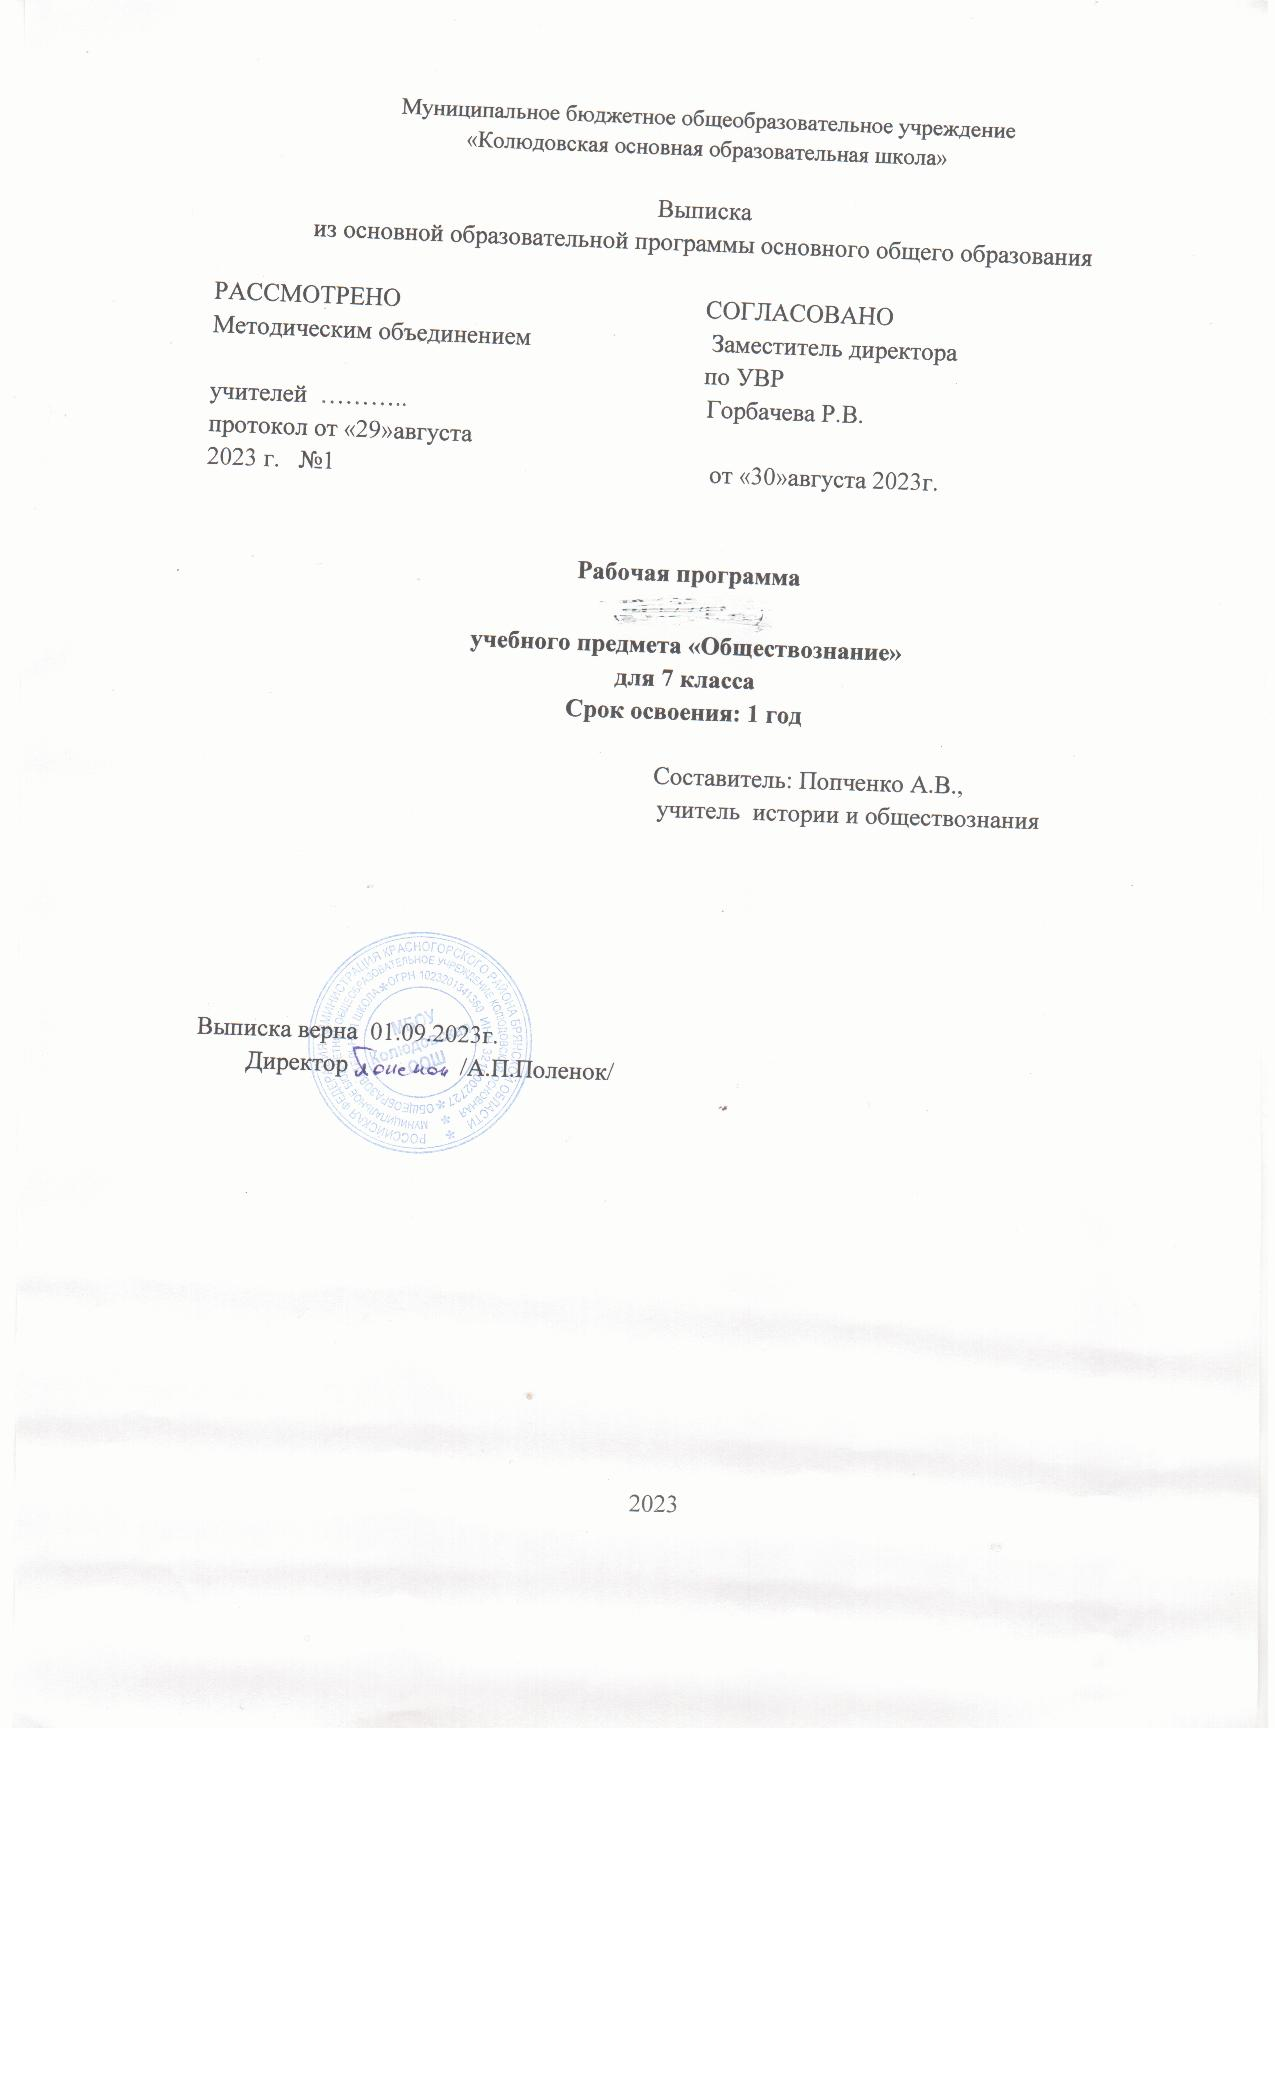 Муниципальное бюджетное общеобразовательное учреждение
«Колюдовская основная образовательная школа»
Выписка
из основной образовательной программы основного общего образования
РАССМОТРЕНО
Методическим объединением
учителей ………..
протокол от «29»августа
2023 г. №1
СОГЛАСОВАНО
Заместитель директора
по УВР
Горбачева Р.В.
от «30»августа 2023г.
Рабочая программа
учебного предмета «Обществознание»
для 7 класса
Срок освоения: 1 год
Составитель: Попченко А.В.,
учитель истории и обществознания
Выписка верна 01.09.2023г.
Директор /А.П.Поленок/
МБОУ
Колюдовская
ООШ
2023